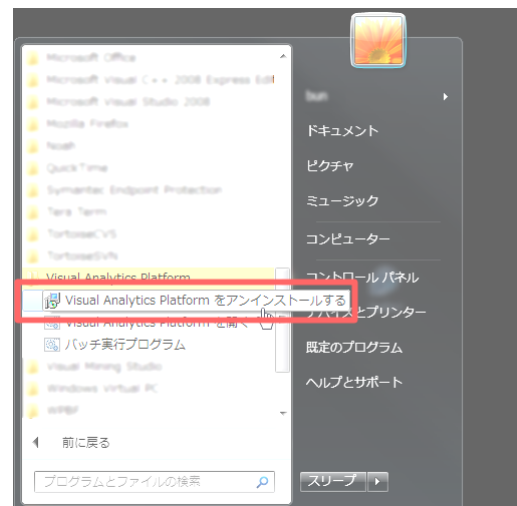 Microsoft Office
Microsoft Visual C++ 2008 Express Edit
Microsoft Visual Studio 2008
Mozilla Firefox
Noah
QuickTime
Symantec Endpoint Protection
Tera Term
TortoiseCVS
TortoiseSVN
Visual Analytics Platform
Visual Analytics Platform をアンインストールする
Visual Analytics Platform を開く
バッチ実行プログラム
Visual Mining Studio
Windows Virtual PC
前に戻る
プログラムとファイルの検索
bun
ドキュメント
ピクチャ
ミュージック
コンピューター
コントロール パネル
デバイスとプリンター
既定のプログラム
ヘルプとサポート
スリープ